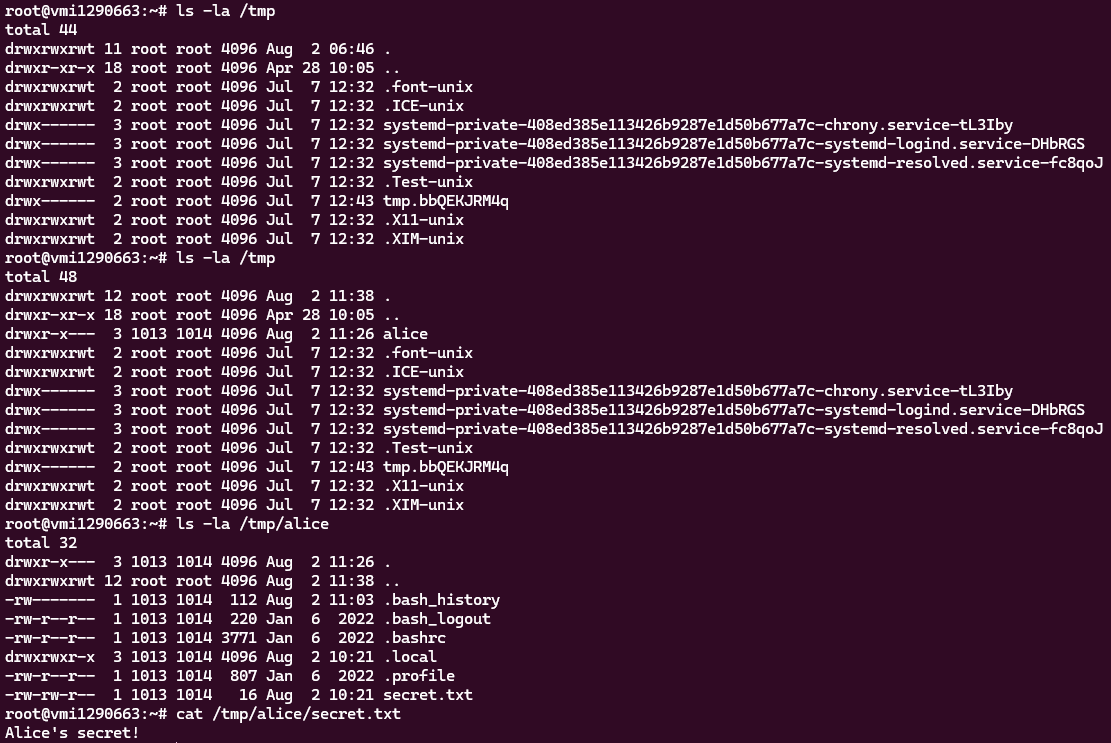 root@vmi1290663:~# ls -la /tmp
total 44
drwxrwxrwt 11 root root 4096 Aug  2 06:46 .
drwxr-xr-x 18 root root 4096 Apr 28 10:05 ..
drwxrwxrwt  2 root root 4096 Jul  7 12:32 .font-unix
drwxrwxrwt  2 root root 4096 Jul  7 12:32 .ICE-unix
drwx------  3 root root 4096 Jul  7 12:32 systemd-private-408ed385e113426b9287e1d50b677a7c-chrony.service-tL3Iby
drwx------  3 root root 4096 Jul  7 12:32 systemd-private-408ed385e113426b9287e1d50b677a7c-systemd-logind.service-DHbRGS
drwx------  3 root root 4096 Jul  7 12:32 systemd-private-408ed385e113426b9287e1d50b677a7c-systemd-resolved.service-fc8qoJ
drwxrwxrwt  2 root root 4096 Jul  7 12:32 .Test-unix
drwx------  2 root root 4096 Jul  7 12:43 tmp.bbQEKJRM4q
drwxrwxrwt  2 root root 4096 Jul  7 12:32 .X11-unix
drwxrwxrwt  2 root root 4096 Jul  7 12:32 .XIM-unix
root@vmi1290663:~# ls -la /tmp
total 48
drwxrwxrwt 12 root root 4096 Aug  2 11:38 .
drwxr-xr-x 18 root root 4096 Apr 28 10:05 ..
drwxr-x---  3 1013 1014 4096 Aug  2 11:26 alice
drwxrwxrwt  2 root root 4096 Jul  7 12:32 .font-unix
drwxrwxrwt  2 root root 4096 Jul  7 12:32 .ICE-unix
drwx------  3 root root 4096 Jul  7 12:32 systemd-private-408ed385e113426b9287e1d50b677a7c-chrony.service-tL3Iby
drwx------  3 root root 4096 Jul  7 12:32 systemd-private-408ed385e113426b9287e1d50b677a7c-systemd-logind.service-DHbRGS
drwx------  3 root root 4096 Jul  7 12:32 systemd-private-408ed385e113426b9287e1d50b677a7c-systemd-resolved.service-fc8qoJ
drwxrwxrwt  2 root root 4096 Jul  7 12:32 .Test-unix
drwx------  2 root root 4096 Jul  7 12:43 tmp.bbQEKJRM4q
drwxrwxrwt  2 root root 4096 Jul  7 12:32 .X11-unix
drwxrwxrwt  2 root root 4096 Jul  7 12:32 .XIM-unix
root@vmi1290663:~# ls -la /tmp/alice
total 32
drwxr-x---  3 1013 1014 4096 Aug  2 11:26 .
drwxrwxrwt 12 root root 4096 Aug  2 11:38 ..
-rw-------  1 1013 1014  112 Aug  2 11:03 .bash_history
-rw-r--r--  1 1013 1014  220 Jan  6  2022 .bash_logout
-rw-r--r--  1 1013 1014 3771 Jan  6  2022 .bashrc
drwxrwxr-x  3 1013 1014 4096 Aug  2 10:21 .local
-rw-r--r--  1 1013 1014  807 Jan  6  2022 .profile
-rw-rw-r--  1 1013 1014   16 Aug  2 10:21 secret.txt
root@vmi1290663:~# cat /tmp/alice/secret.txt
Alice's secret!